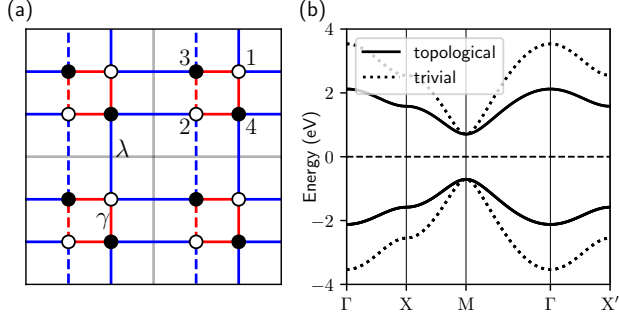 (a)
3
1
2
4
λ
γ
(b)
topological
trivial
Energy (eV)
4
2
0
−2
−4
Γ
X
M
Γ
X′